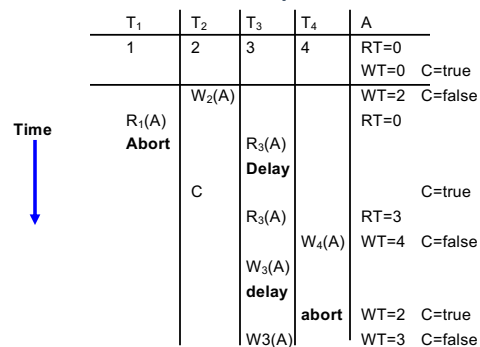 T₁ T₂ T₃ T₄ A
1 2 3 4 RT=0
WT=0 C=true
W₂(A) WT=2 C=false
R₁(A) RT=0
Time
Abort R₃(A)
Delay
C C=true
R₃(A) RT=3
W₄(A) WT=4 C=false
W₃(A)
delay
abort WT=2 C=true
W3(A) WT=3 C=false